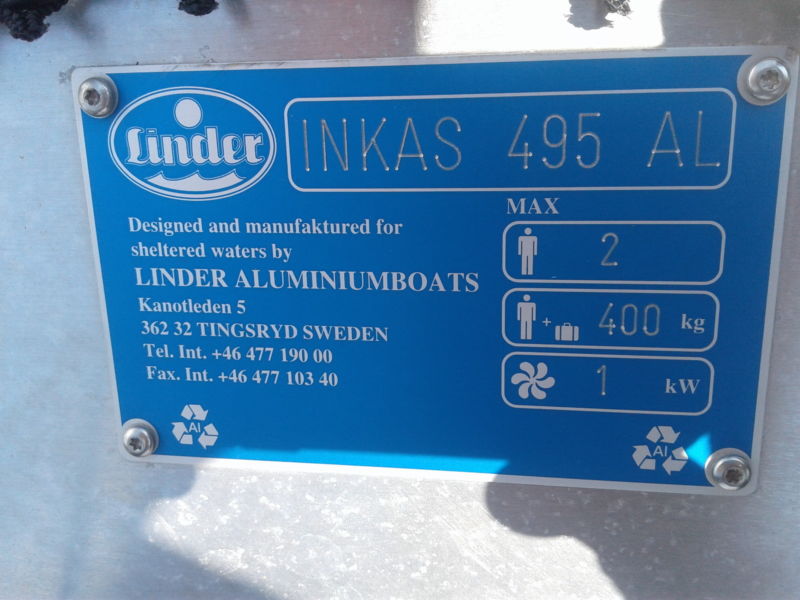 Linder
INKAS 495 AL
Designed and manufaktured for
sheltered waters by
LINDER ALUMINIUMBOATS
Kanotleden 5
362 32 TINGSRYD SWEDEN
Tel. Int. +46 477 190 00
Fax. Int. +46 477 103 40
MAX
2
+ 400 kg
1 kW
Al
Al